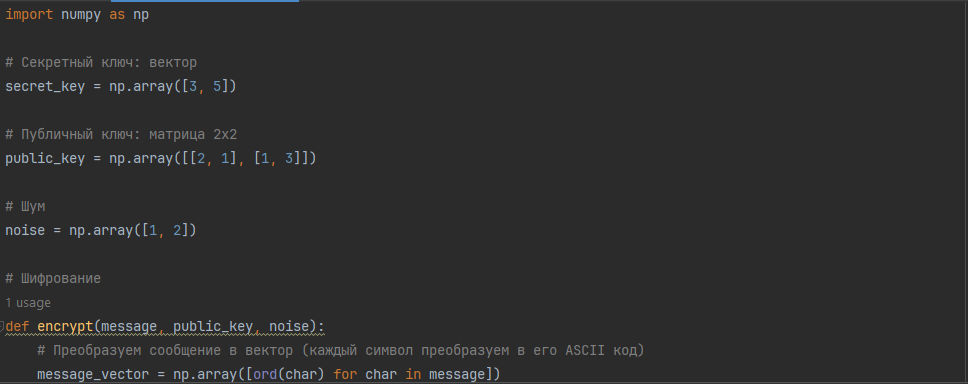 import numpy as np
# Секретный ключ: вектор
secret_key = np.array([3, 5])
# Публичный ключ: матрица 2x2
public_key = np.array([[2, 1], [1, 3]])
# Шум
noise = np.array([1, 2])
# Шифрование
1 usage
def encrypt(message, public_key, noise):
    # Преобразуем сообщение в вектор (каждый символ преобразуем в его ASCII код)
    message_vector = np.array([ord(char) for char in message])